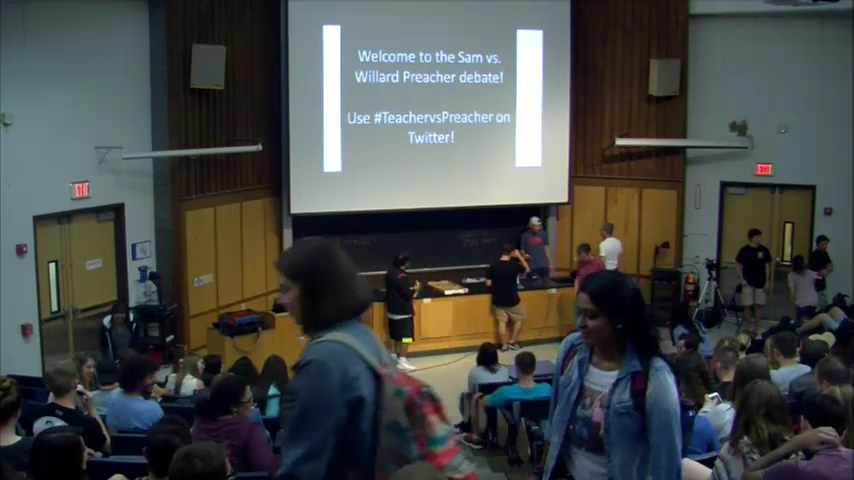 Welcome to the Sam vs.
Willard Preacher debate!
Use #TeachervsPreacher on
Twitter!
EXIT
EXIT